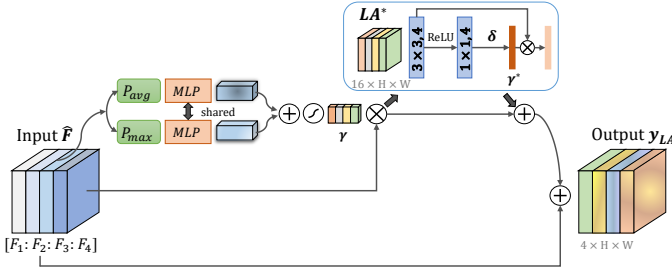 LA*
3 × 3, 4
ReLU
1 × 1, 4
δ
γ*
16 × H × W
P_avg
MLP
shared
P_max
MLP
γ
Input F̂
[F₁: F₂: F₃: F₄]
Output y_LA
4 × H × W